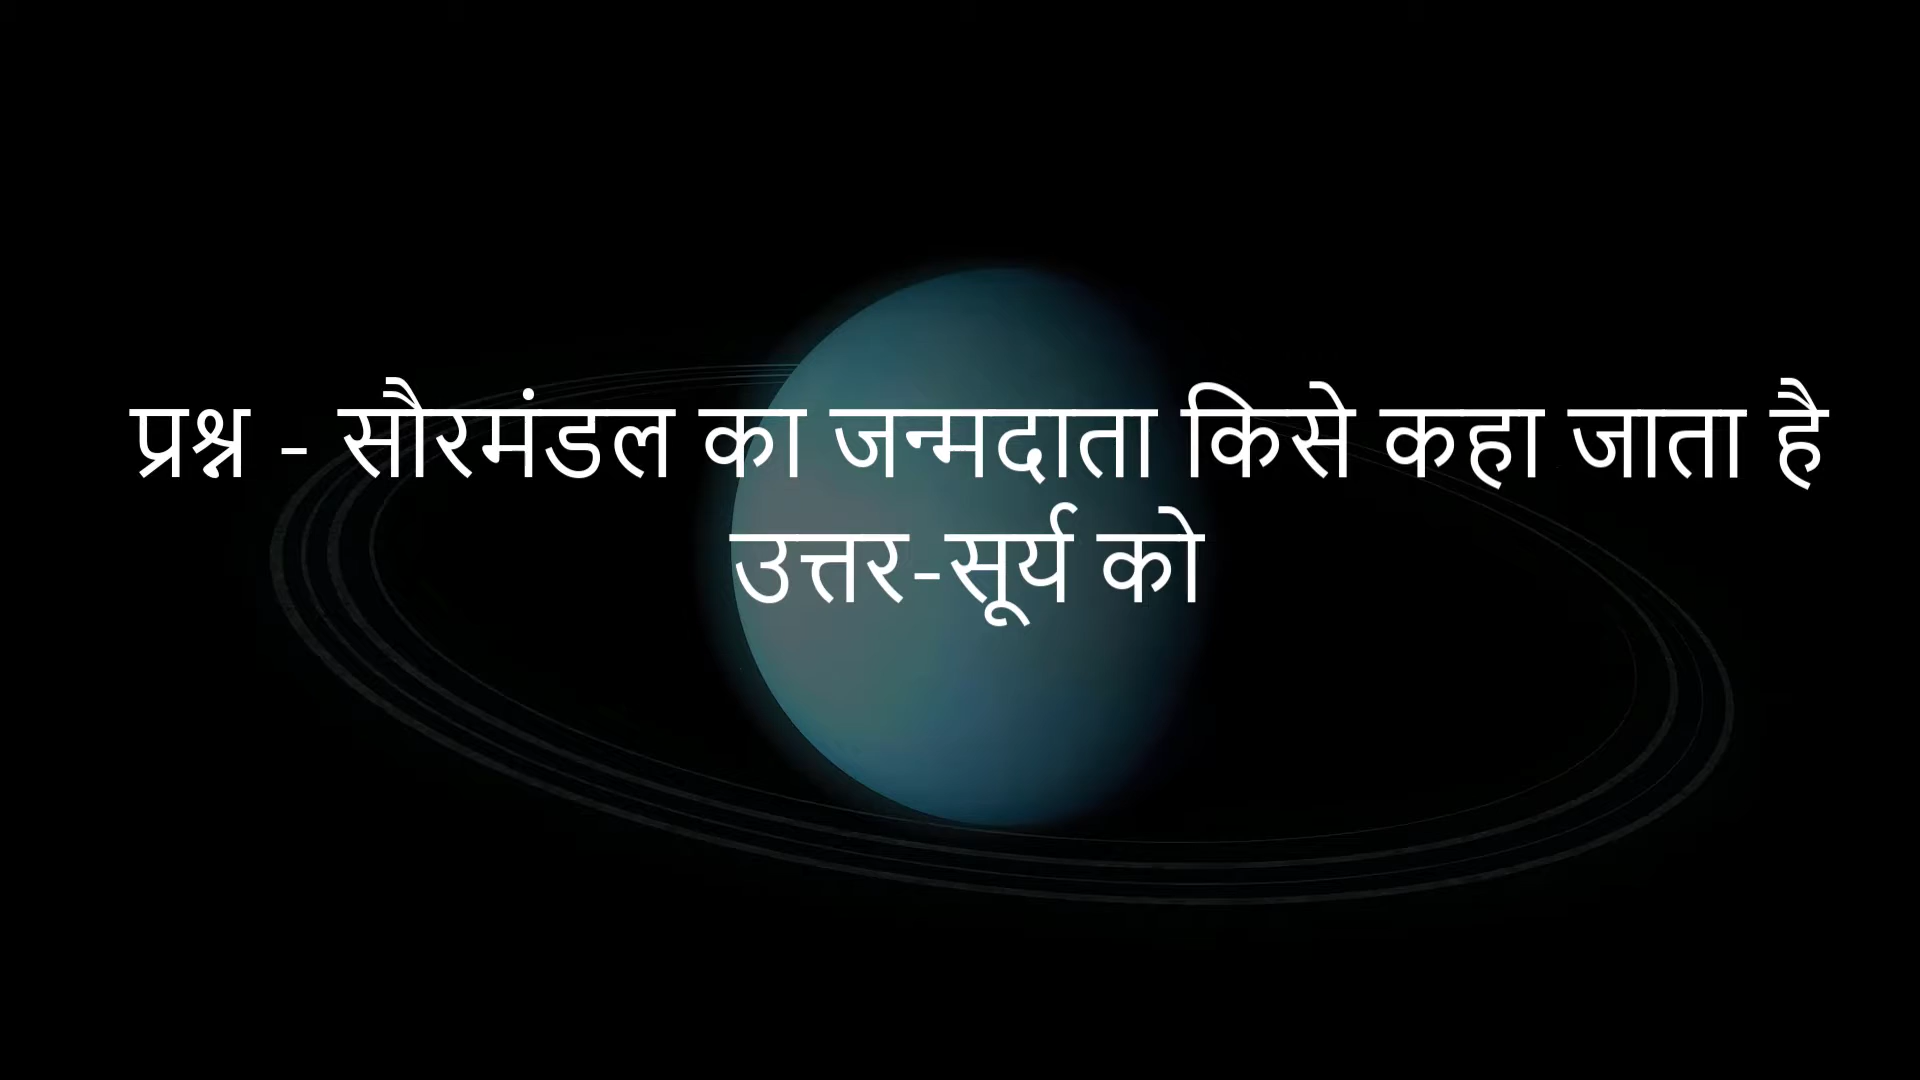 प्रश्न - सौरमंडल का जन्मदाता किसे कहा जाता है
उत्तर-सूर्य को